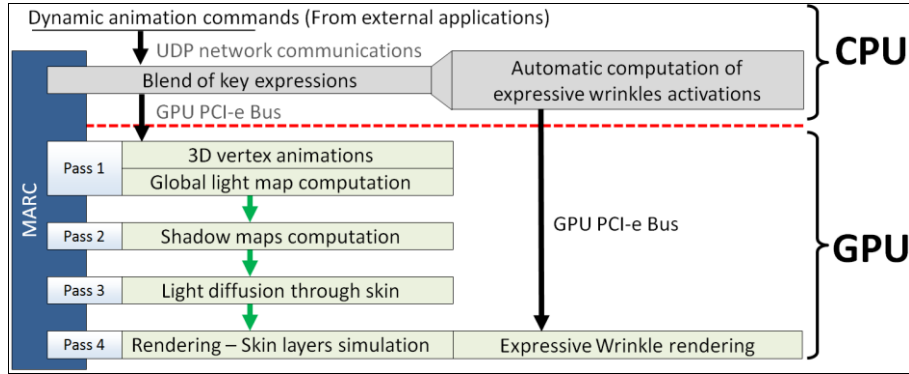 Dynamic animation commands (From external applications)
UDP network communications
CPU
Blend of key expressions
Automatic computation of
expressive wrinkles activations
GPU PCI-e Bus
MARC
Pass 1
3D vertex animations
Global light map computation
Pass 2
Shadow maps computation
GPU PCI-e Bus
GPU
Pass 3
Light diffusion through skin
Pass 4
Rendering – Skin layers simulation
Expressive Wrinkle rendering